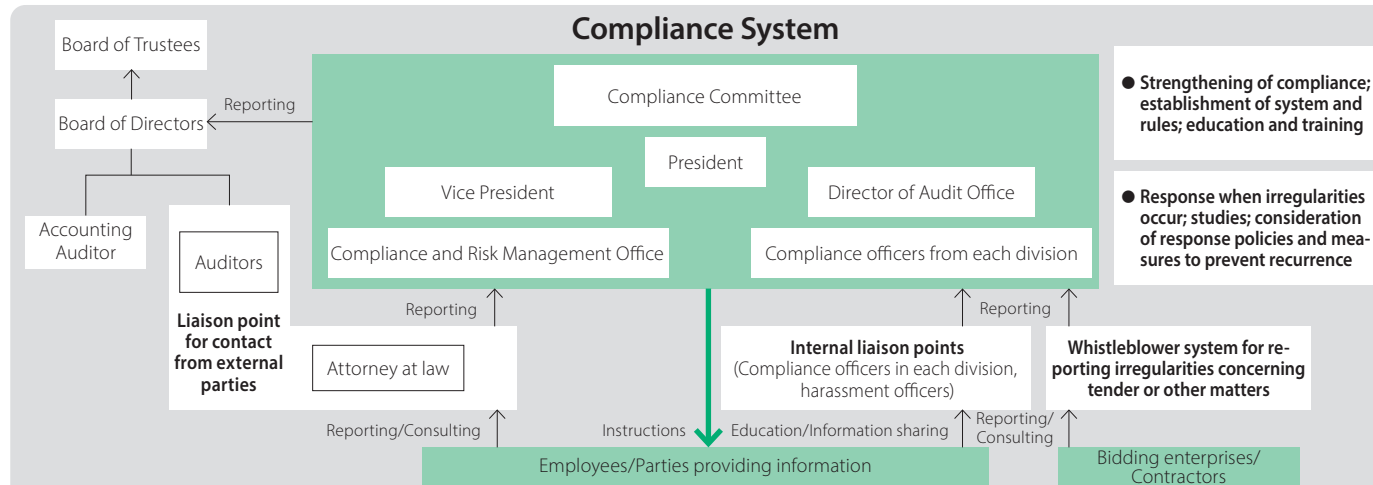 Compliance System
Board of Trustees
Board of Directors
Reporting
Accounting
Auditor
Auditors
Liaison point
for contact
from external
parties
Attorney at law
Compliance Committee
President
Vice President
Director of Audit Office
Compliance and Risk Management Office
Compliance officers from each division
● Strengthening of compliance;
establishment of system and
rules; education and training
● Response when irregularities
occur; studies; consideration
of response policies and mea-
sures to prevent recurrence
Reporting
Reporting
Internal liaison points
(Compliance officers in each division,
harassment officers)
Whistleblower system for re-
porting irregularities concerning
tender or other matters
Reporting/Consulting
Instructions
Education/Information sharing
Reporting/
Consulting
Employees/Parties providing information
Bidding enterprises/
Contractors